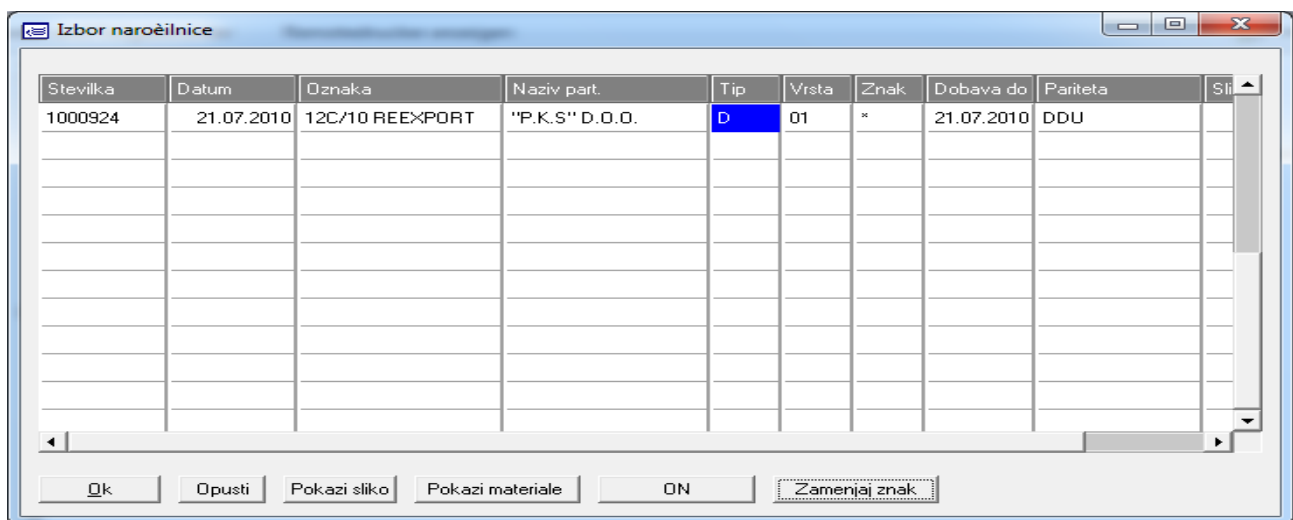 Izbor naroèilnice
Stevilka Datum Oznaka Naziv part. Tip Vrsta Znak Dobava do Pariteta Sli
1000924 21.07.2010 12C/10 REEXPORT "P.K.S" D.O.O. D 01 * 21.07.2010 DDU
Ok Opusti Pokazi sliko Pokazi materiale ON Zamenjaj znak